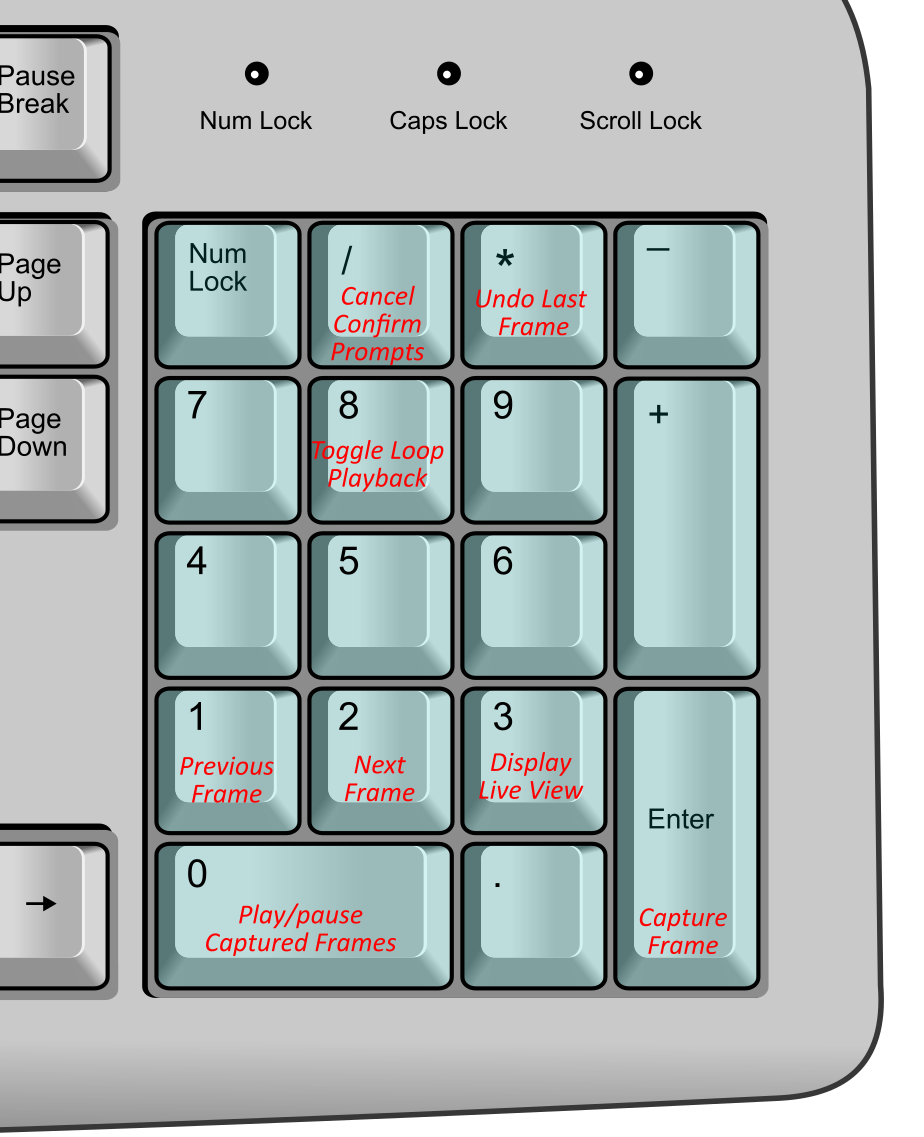 Pause
Break
Num Lock
Caps Lock
Scroll Lock
Page
Up
Page
Down
→
Num
Lock
/
Cancel
Confirm
Prompts
*
Undo Last
Frame
–
7
8
Toggle Loop
Playback
9
+
4
5
6
1
Previous
Frame
2
Next
Frame
3
Display
Live View
Enter
Capture
Frame
0
Play/pause
Captured Frames
.